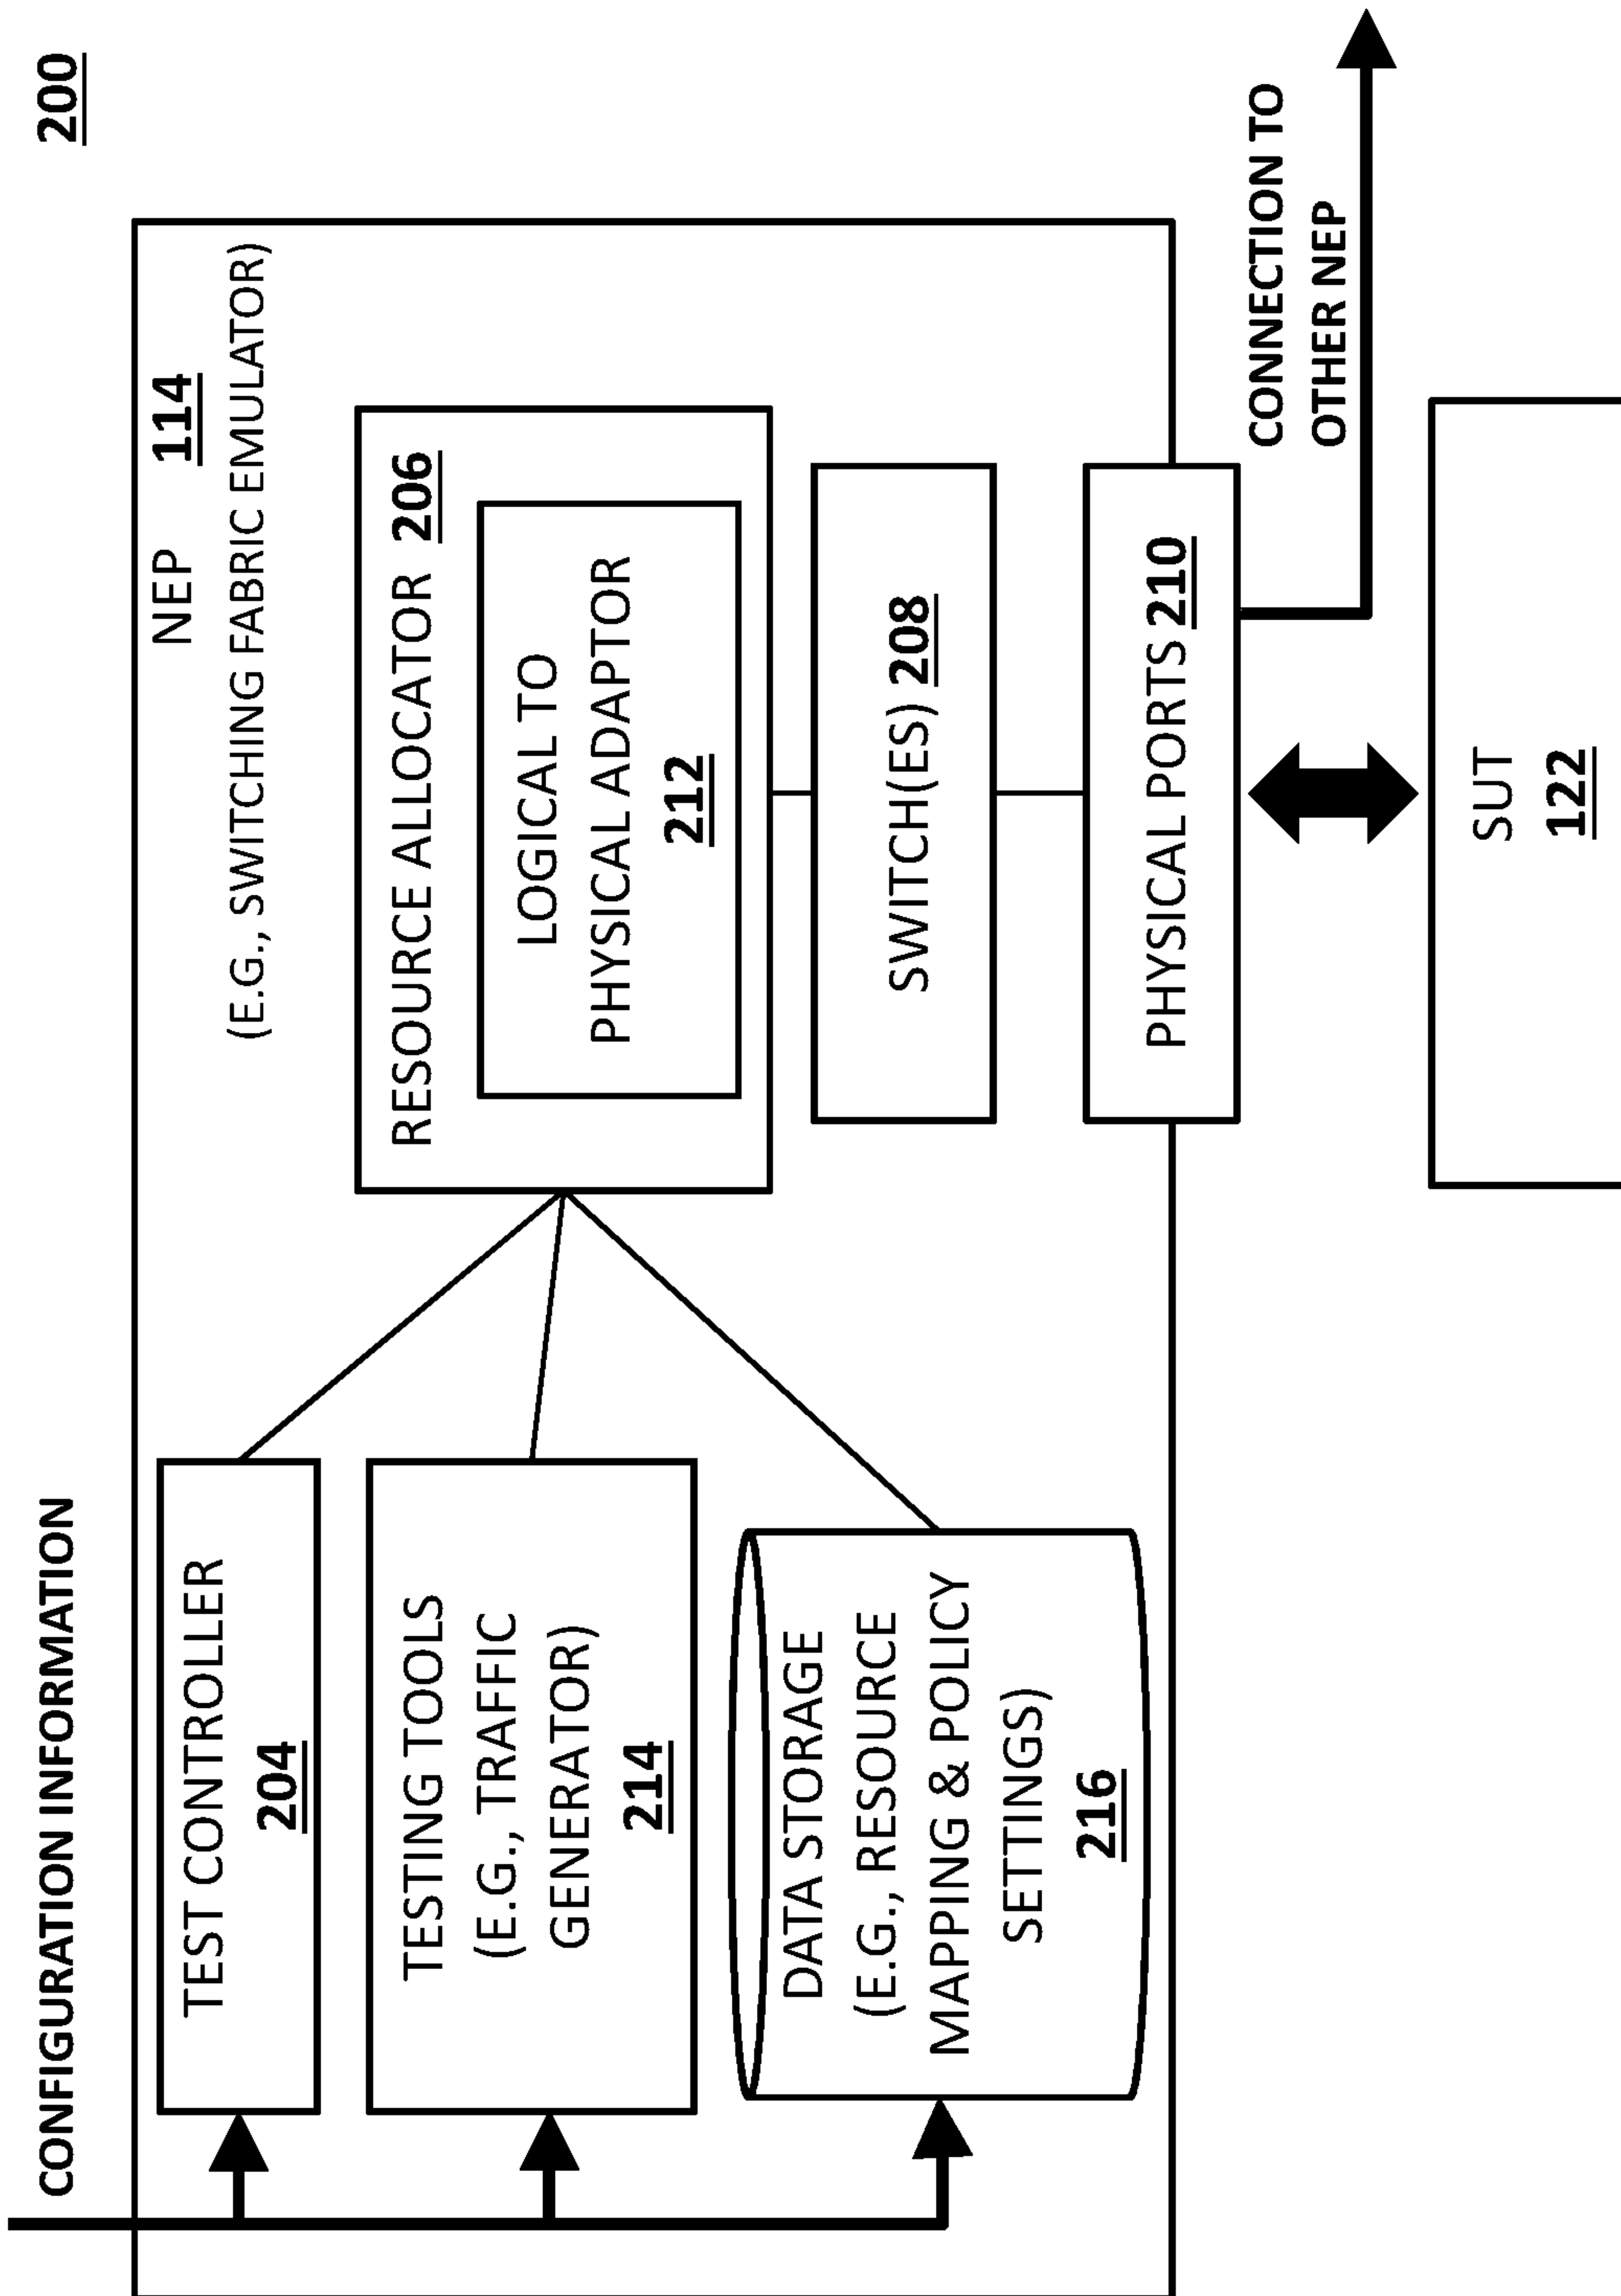 200
CONFIGURATION INFORMATION
NEP 114
(E.G., SWITCHING FABRIC EMULATOR)
TEST CONTROLLER
204
TESTING TOOLS
(E.G., TRAFFIC
GENERATOR)
214
DATA STORAGE
(E.G., RESOURCE
MAPPING & POLICY
SETTINGS)
216
RESOURCE ALLOCATOR 206
LOGICAL TO
PHYSICAL ADAPTOR
212
SWITCH(ES) 208
PHYSICAL PORTS 210
CONNECTION TO
OTHER NEP
SUT
122